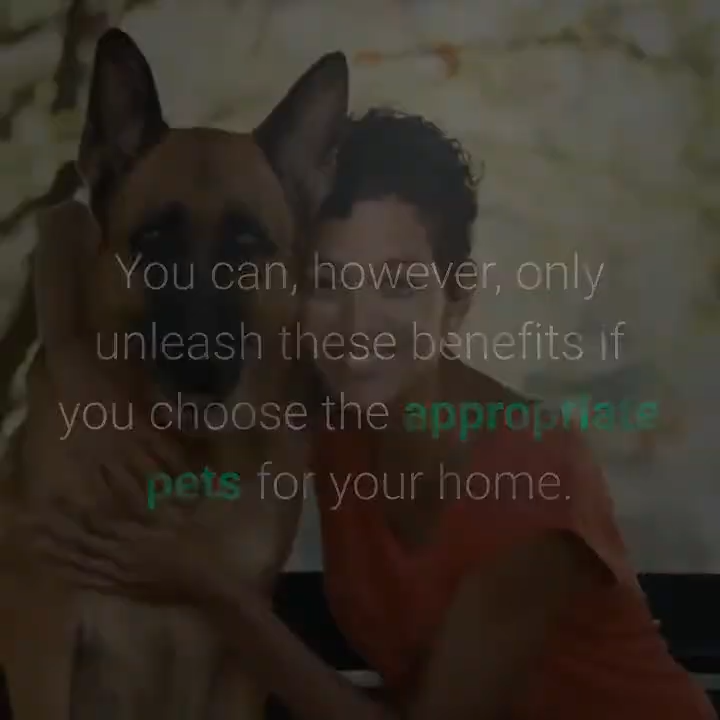 You can, however, only
unleash these benefits if
you choose the appropriate
pets for your home.